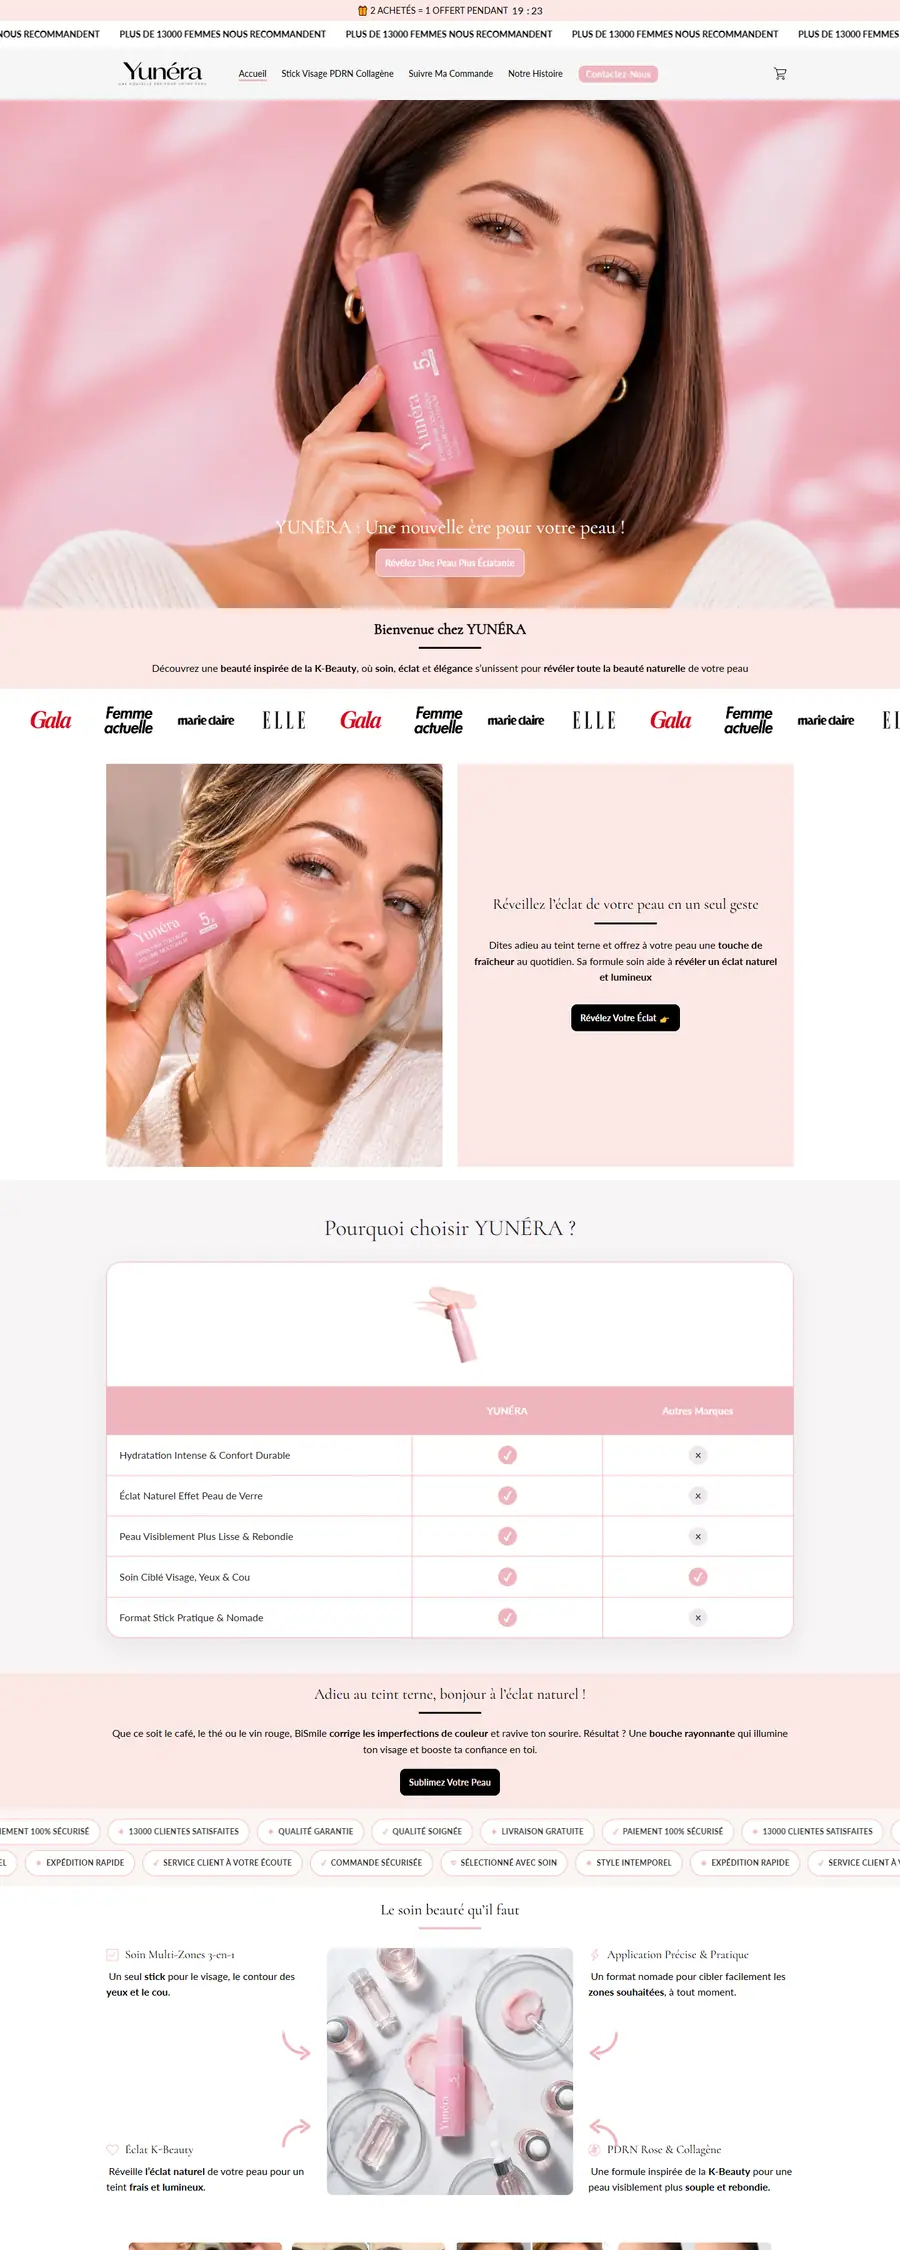 2 ACHETÉS = 1 OFFERT PENDANT 19 : 23
NOUS RECOMMANDENT PLUS DE 13000 FEMMES NOUS RECOMMANDENT PLUS DE 13000 FEMMES NOUS RECOMMANDENT PLUS DE 13000 FEMMES NOUS RECOMMANDENT PLUS DE 13000 FEMMES
Yunéra
UNE NOUVELLE ÈRE POUR VOTRE PEAU
Accueil Stick Visage PDRN Collagène Suivre Ma Commande Notre Histoire Contactez-Nous
5
Yunéra
YUNÉRA : Une nouvelle ère pour votre peau !
Révélez Une Peau Plus Éclatante
Bienvenue chez YUNÉRA
Découvrez une beauté inspirée de la K-Beauty, où soin, éclat et élégance s'unissent pour révéler toute la beauté naturelle de votre peau
Gala Femme actuelle marie claire ELLE Gala Femme actuelle marie claire ELLE Gala Femme actuelle marie claire EL
Yunéra 5
Réveillez l'éclat de votre peau en un seul geste
Dites adieu au teint terne et offrez à votre peau une touche de
fraîcheur au quotidien. Sa formule soin aide à révéler un éclat naturel
et lumineux
Révélez Votre Éclat 👉
Pourquoi choisir YUNÉRA ?
YUNÉRA Autres Marques
Hydratation Intense & Confort Durable
Éclat Naturel Effet Peau de Verre
Peau Visiblement Plus Lisse & Rebondie
Soin Ciblé Visage, Yeux & Cou
Format Stick Pratique & Nomade
Adieu au teint terne, bonjour à l'éclat naturel !
Que ce soit le café, le thé ou le vin rouge, BiSmile corrige les imperfections de couleur et ravive ton sourire. Résultat ? Une bouche rayonnante qui illumine
ton visage et booste ta confiance en toi.
Sublimez Votre Peau
IEMENT 100% SÉCURISÉ 13000 CLIENTES SATISFAITES QUALITÉ GARANTIE QUALITÉ SOIGNÉE LIVRAISON GRATUITE PAIEMENT 100% SÉCURISÉ 13000 CLIENTES SATISFAITES
EL EXPÉDITION RAPIDE SERVICE CLIENT À VOTRE ÉCOUTE COMMANDE SÉCURISÉE SÉLECTIONNÉ AVEC SOIN STYLE INTEMPOREL EXPÉDITION RAPIDE SERVICE CLIENT À V
Le soin beauté qu'il faut
Soin Multi-Zones 3-en-1
Un seul stick pour le visage, le contour des
yeux et le cou.
Application Précise & Pratique
Un format nomade pour cibler facilement les
zones souhaitées, à tout moment.
Yunéra
Éclat K-Beauty
Réveille l'éclat naturel de votre peau pour un
teint frais et lumineux.
PDRN Rose & Collagène
Une formule inspirée de la K-Beauty pour une
peau visiblement plus souple et rebondie.